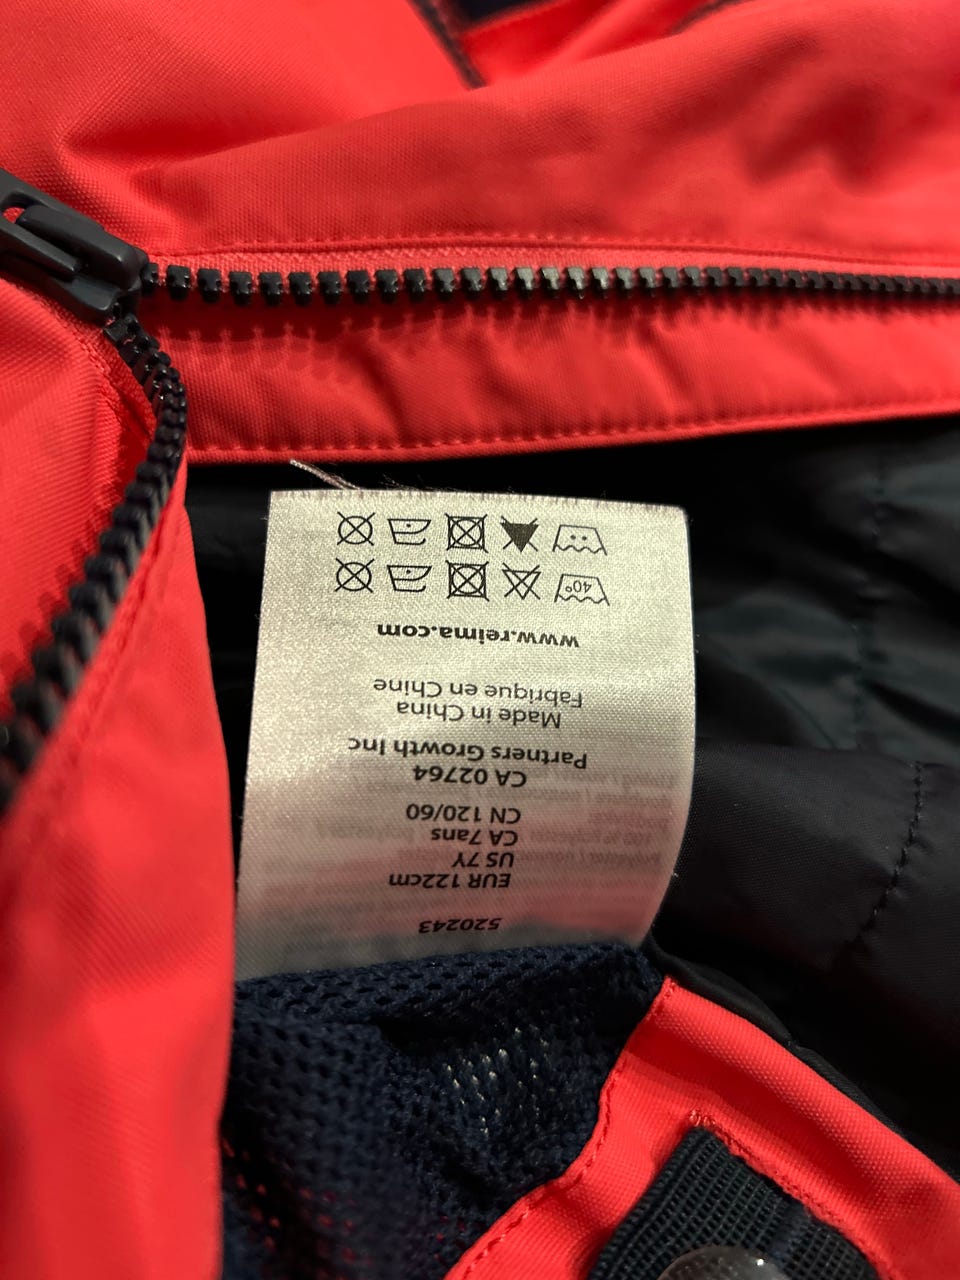 520243
EUR 122cm
US 7Y
CA 7ans
CN 120/60
CA 02764
Partners Growth Inc
Made in China
Fabriqué en Chine
www.reima.com
40°